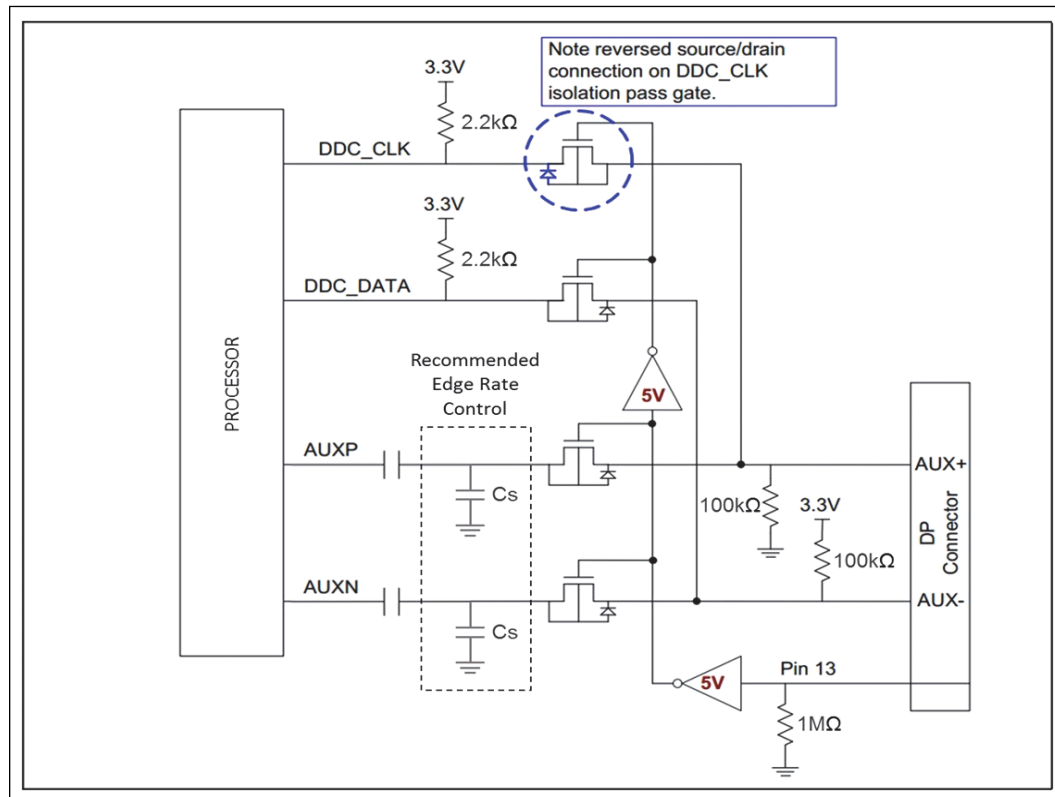 Note reversed source/drain
connection on DDC_CLK
isolation pass gate.
3.3V
2.2kΩ
DDC_CLK
3.3V
2.2kΩ
DDC_DATA
PROCESSOR
Recommended
Edge Rate
Control
5V
AUXP
Cs
AUX+
100kΩ
3.3V
DP
Connector
100kΩ
AUXN
Cs
AUX-
5V
Pin 13
1MΩ